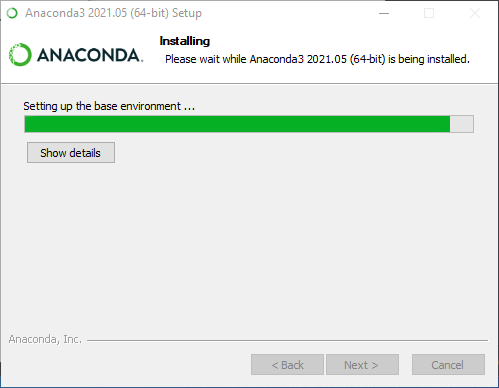 Anaconda3 2021.05 (64-bit) Setup
ANACONDA.
Installing
Please wait while Anaconda3 2021.05 (64-bit) is being installed.
Setting up the base environment ...
Show details
Anaconda, Inc.
< Back
Next >
Cancel